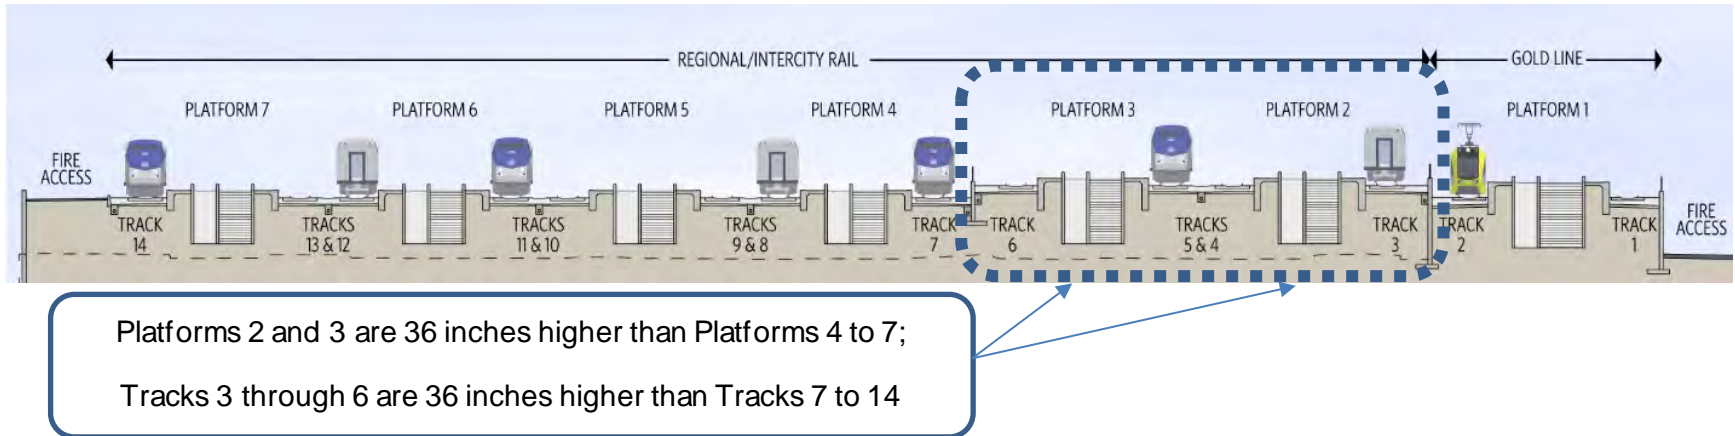 REGIONAL/INTERCITY RAIL
GOLD LINE
PLATFORM 7
PLATFORM 6
PLATFORM 5
PLATFORM 4
PLATFORM 3
PLATFORM 2
PLATFORM 1
FIRE
ACCESS
TRACK
14
TRACKS
13 & 12
TRACKS
11 & 10
TRACKS
9 & 8
TRACK
7
TRACK
6
TRACKS
5 & 4
TRACK
3
TRACK
2
TRACK
1
FIRE
ACCESS
Platforms 2 and 3 are 36 inches higher than Platforms 4 to 7;
Tracks 3 through 6 are 36 inches higher than Tracks 7 to 14